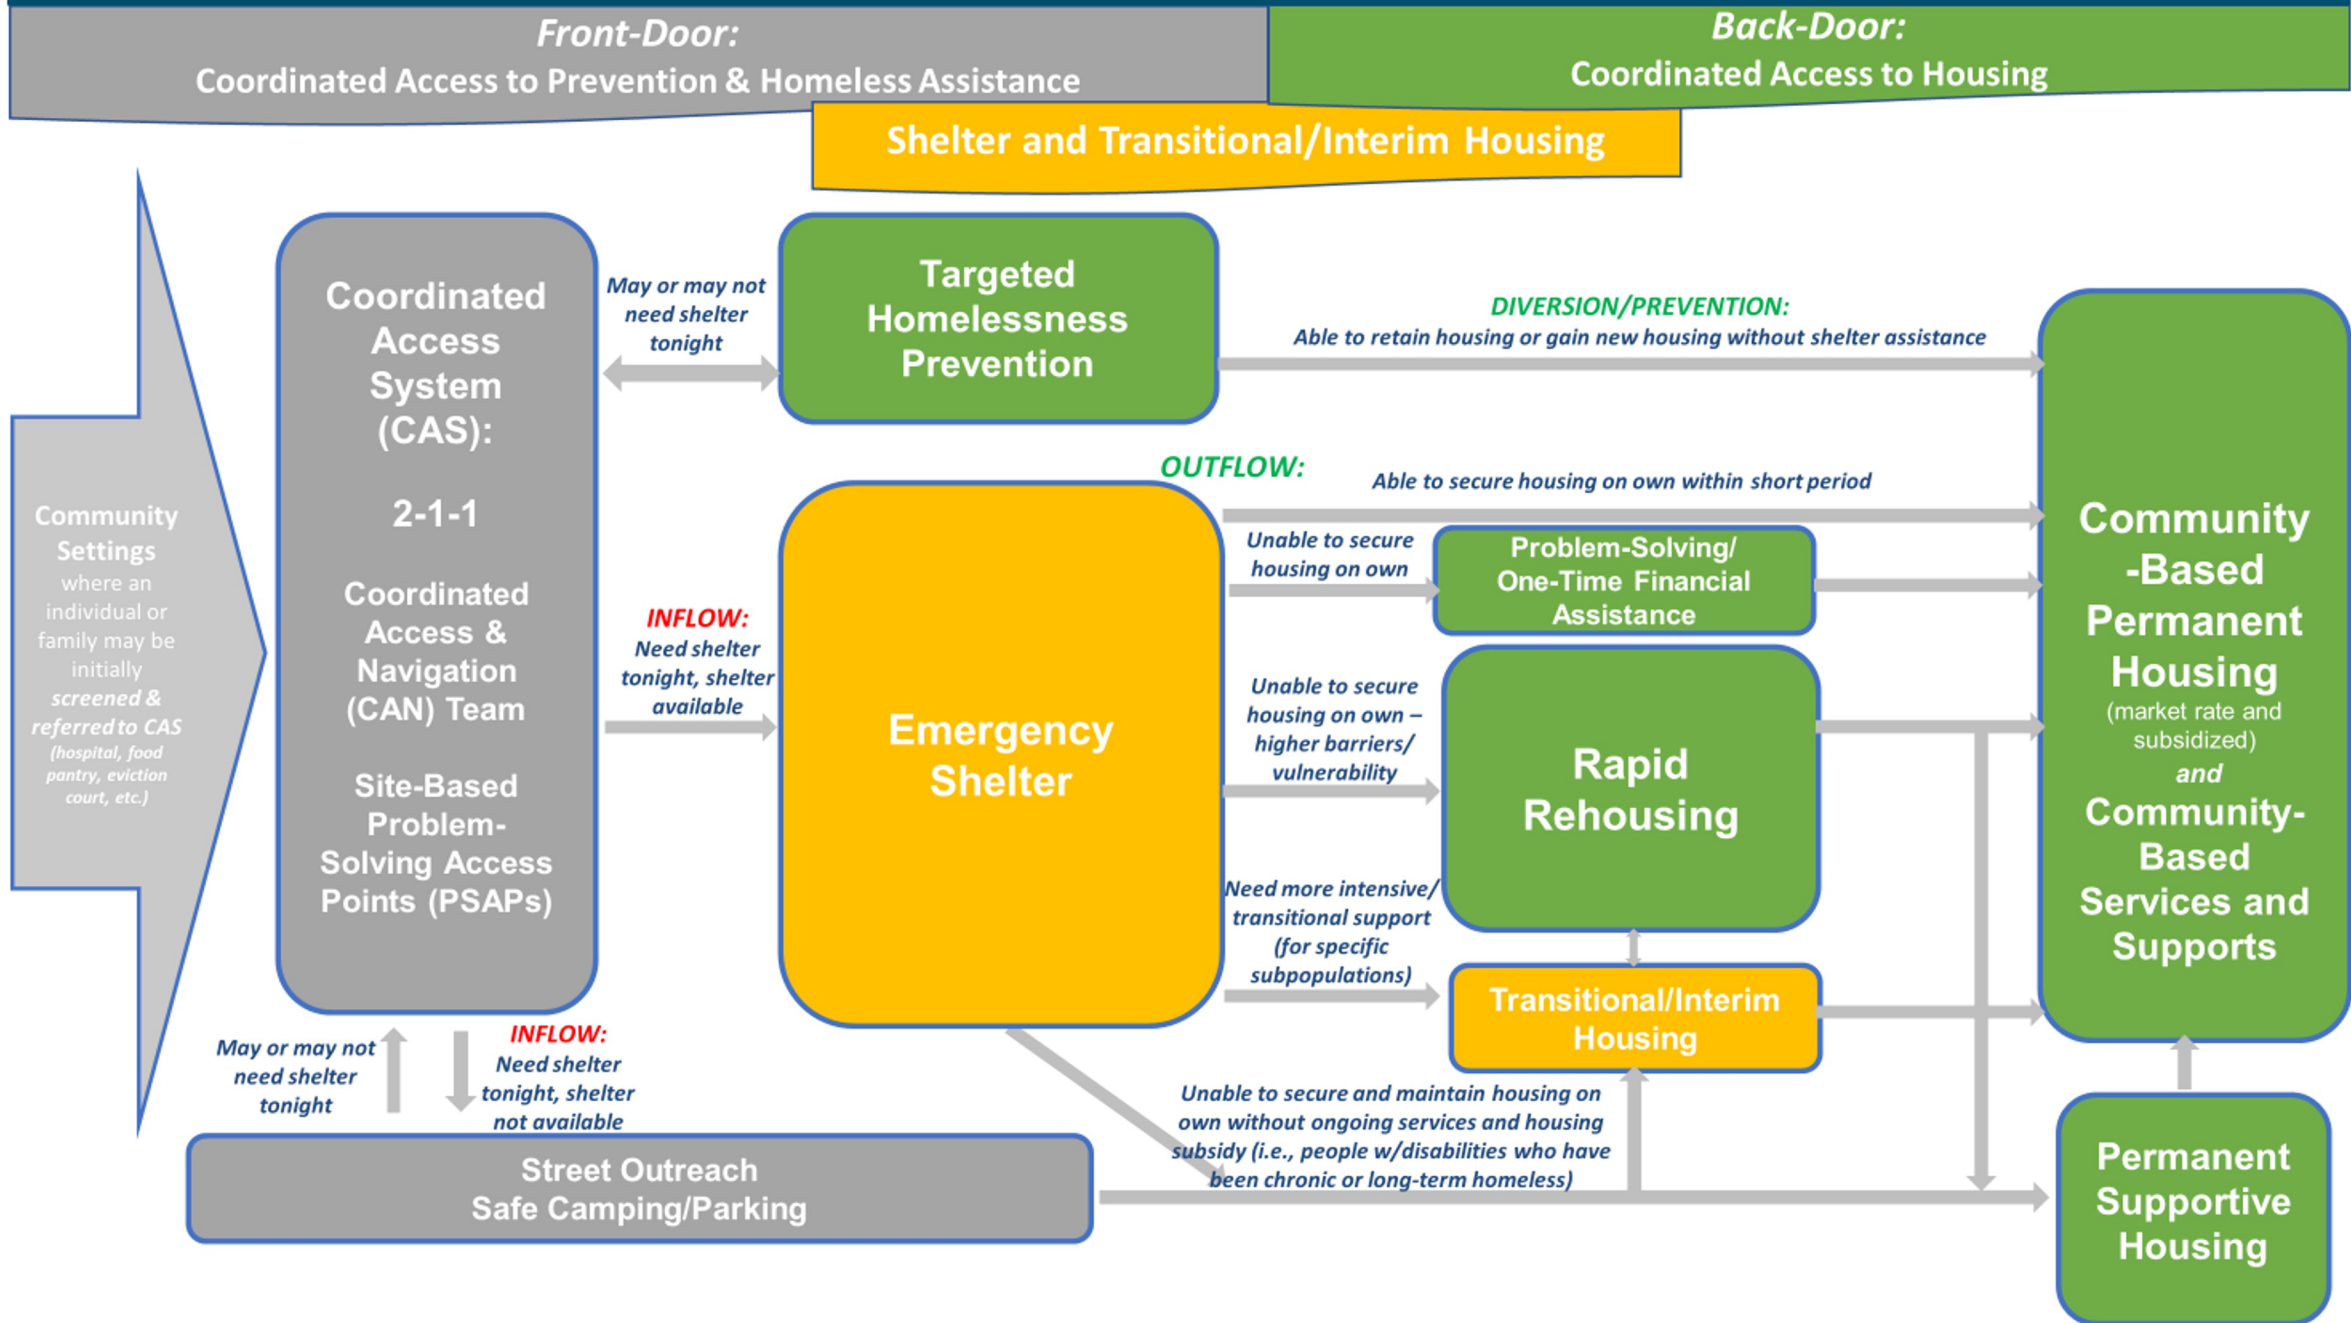 Front-Door:
Coordinated Access to Prevention & Homeless Assistance
Back-Door:
Coordinated Access to Housing
Shelter and Transitional/Interim Housing
Community
Settings
where an
individual or
family may be
initially
screened &
referred to CAS
(hospital, food
pantry, eviction
court, etc.)
Coordinated
Access
System
(CAS):
2-1-1
Coordinated
Access &
Navigation
(CAN) Team
Site-Based
Problem-
Solving Access
Points (PSAPs)
May or may not
need shelter
tonight
Targeted
Homelessness
Prevention
DIVERSION/PREVENTION:
Able to retain housing or gain new housing without shelter assistance
INFLOW:
Need shelter
tonight, shelter
available
Emergency
Shelter
OUTFLOW:
Able to secure housing on own within short period
Unable to secure
housing on own
Problem-Solving/
One-Time Financial
Assistance
Unable to secure
housing on own –
higher barriers/
vulnerability
Rapid
Rehousing
Need more intensive/
transitional support
(for specific
subpopulations)
Transitional/Interim
Housing
Community
-Based
Permanent
Housing
(market rate and
subsidized)
and
Community-
Based
Services and
Supports
May or may not
need shelter
tonight
INFLOW:
Need shelter
tonight, shelter
not available
Street Outreach
Safe Camping/Parking
Unable to secure and maintain housing on
own without ongoing services and housing
subsidy (i.e., people w/disabilities who have
been chronic or long-term homeless)
Permanent
Supportive
Housing